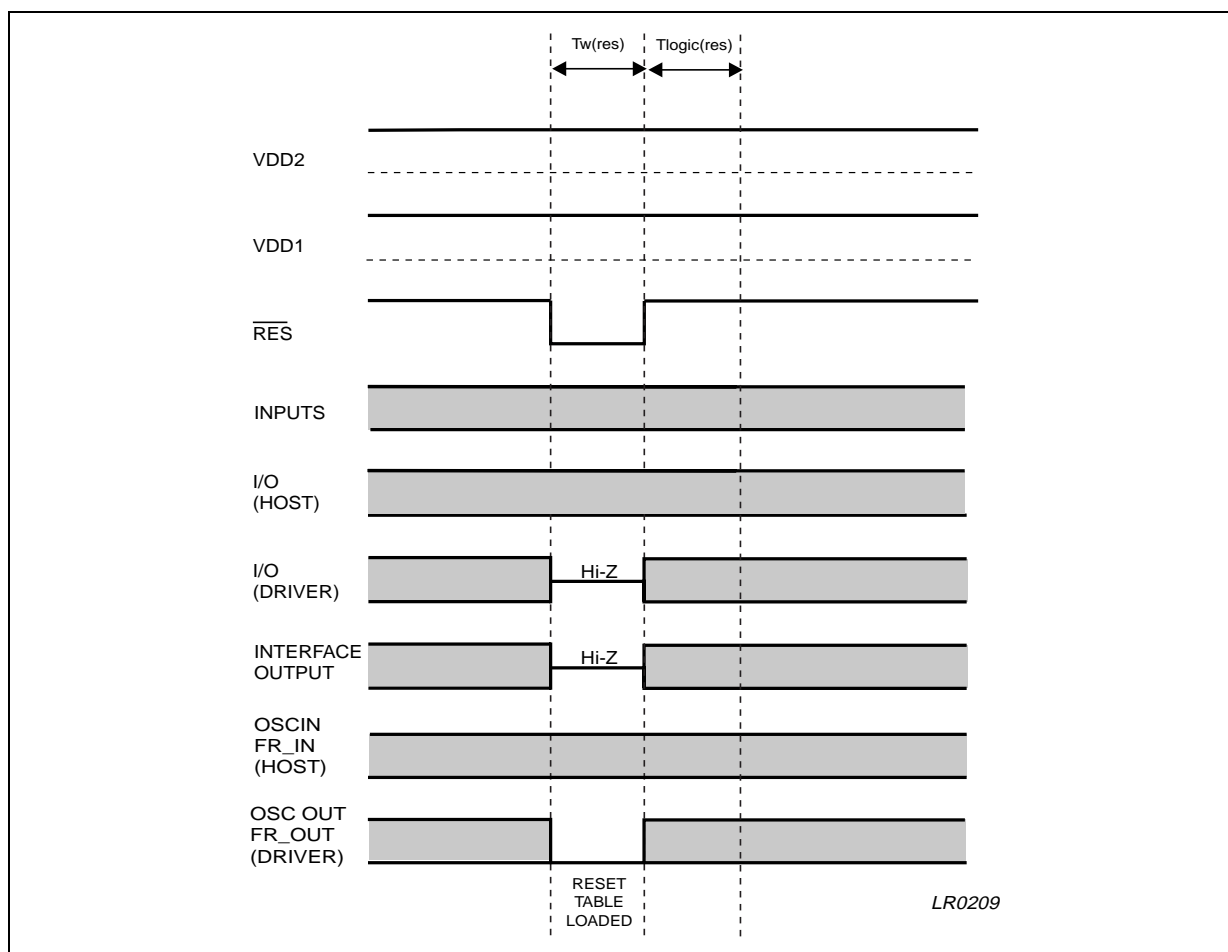 Tw(res) Tlogic(res)
VDD2
VDD1
RES
INPUTS
I/O
(HOST)
I/O
(DRIVER)
Hi-Z
INTERFACE
OUTPUT
Hi-Z
OSCIN
FR_IN
(HOST)
OSC OUT
FR_OUT
(DRIVER)
RESET
TABLE
LOADED
LR0209